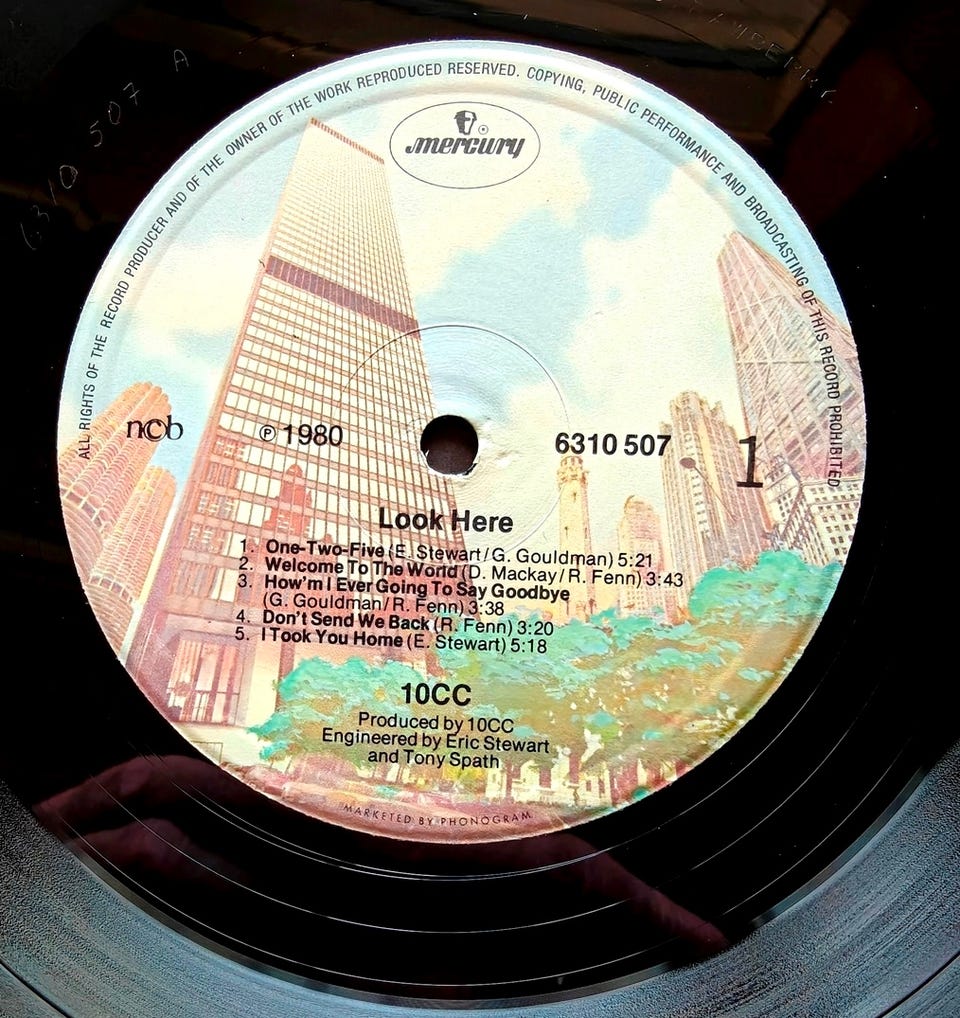 6310 507 A
ALL RIGHTS OF THE RECORD PRODUCER AND OF THE OWNER OF THE WORK REPRODUCED RESERVED. COPYING, PUBLIC PERFORMANCE AND BROADCASTING OF THIS RECORD PROHIBITED
mercury
ncb
℗ 1980
6310 507
1
Look Here
1. One-Two-Five (E. Stewart/G. Gouldman) 5:21
2. Welcome To The World (D. Mackay/R. Fenn) 3:43
3. How'm I Ever Going To Say Goodbye
(G. Gouldman/R. Fenn) 3:38
4. Don't Send We Back (R. Fenn) 3:20
5. I Took You Home (E. Stewart) 5:18
10CC
Produced by 10CC
Engineered by Eric Stewart
and Tony Spath
MARKETED BY PHONOGRAM